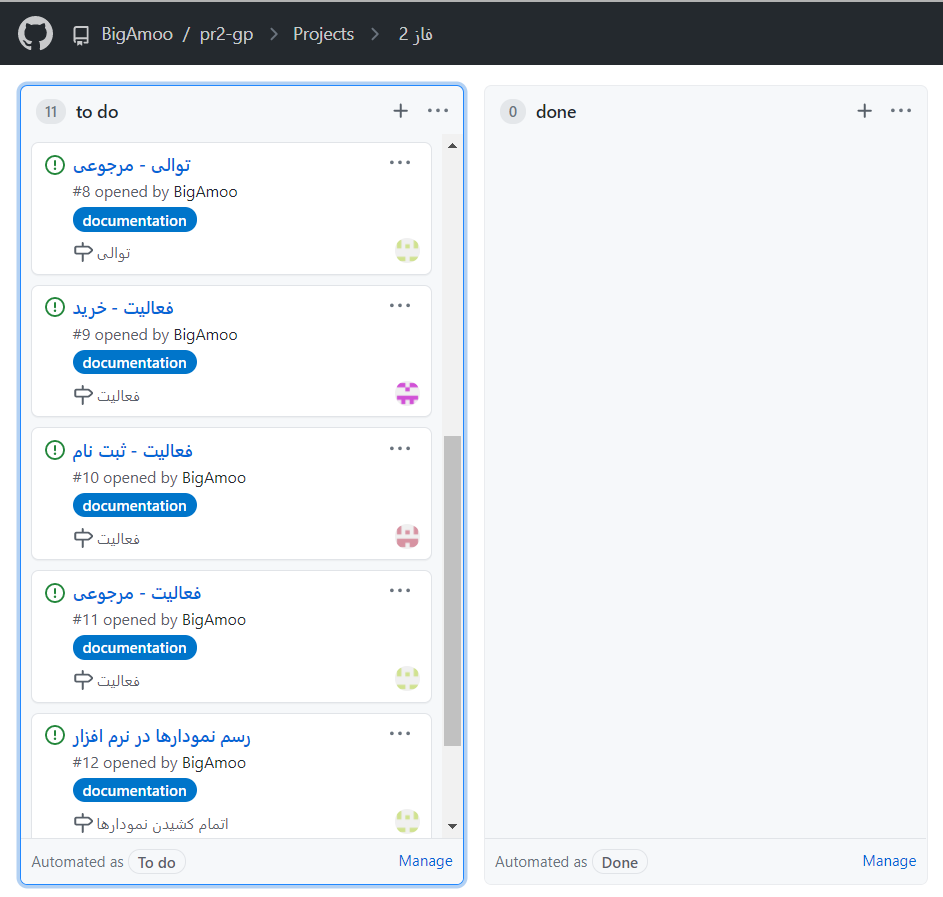 BigAmoo / pr2-gp > Projects > فاز 2
11 to do
توالی - مرجوعی
#8 opened by BigAmoo
documentation
توالی
فعالیت - خرید
#9 opened by BigAmoo
documentation
فعالیت
فعالیت - ثبت نام
#10 opened by BigAmoo
documentation
فعالیت
فعالیت - مرجوعی
#11 opened by BigAmoo
documentation
فعالیت
رسم نمودارها در نرم افزار
#12 opened by BigAmoo
documentation
اتمام کشیدن نمودارها
Automated as To do Manage
0 done
Automated as Done Manage